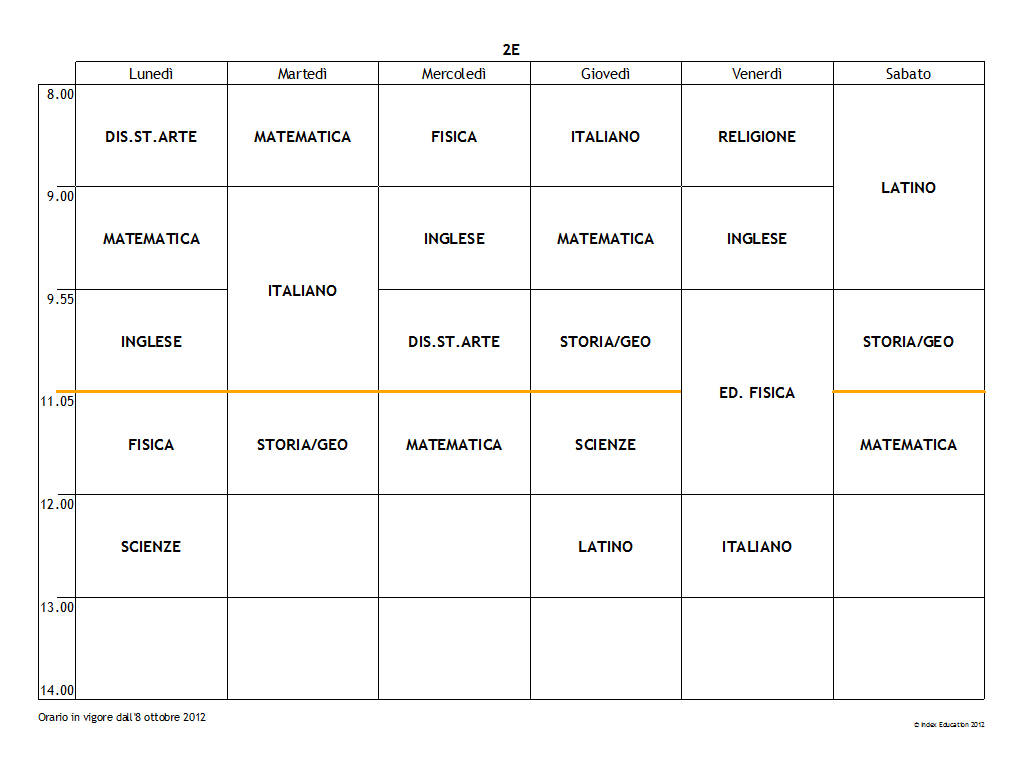 2E
Lunedì Martedì Mercoledì Giovedì Venerdì Sabato
8.00
DIS.ST.ARTE MATEMATICA FISICA ITALIANO RELIGIONE
LATINO
9.00
MATEMATICA INGLESE MATEMATICA INGLESE
ITALIANO
9.55
INGLESE DIS.ST.ARTE STORIA/GEO STORIA/GEO
ED. FISICA
11.05
FISICA STORIA/GEO MATEMATICA SCIENZE MATEMATICA
12.00
SCIENZE LATINO ITALIANO
13.00
14.00
Orario in vigore dall'8 ottobre 2012
© Index Education 2012